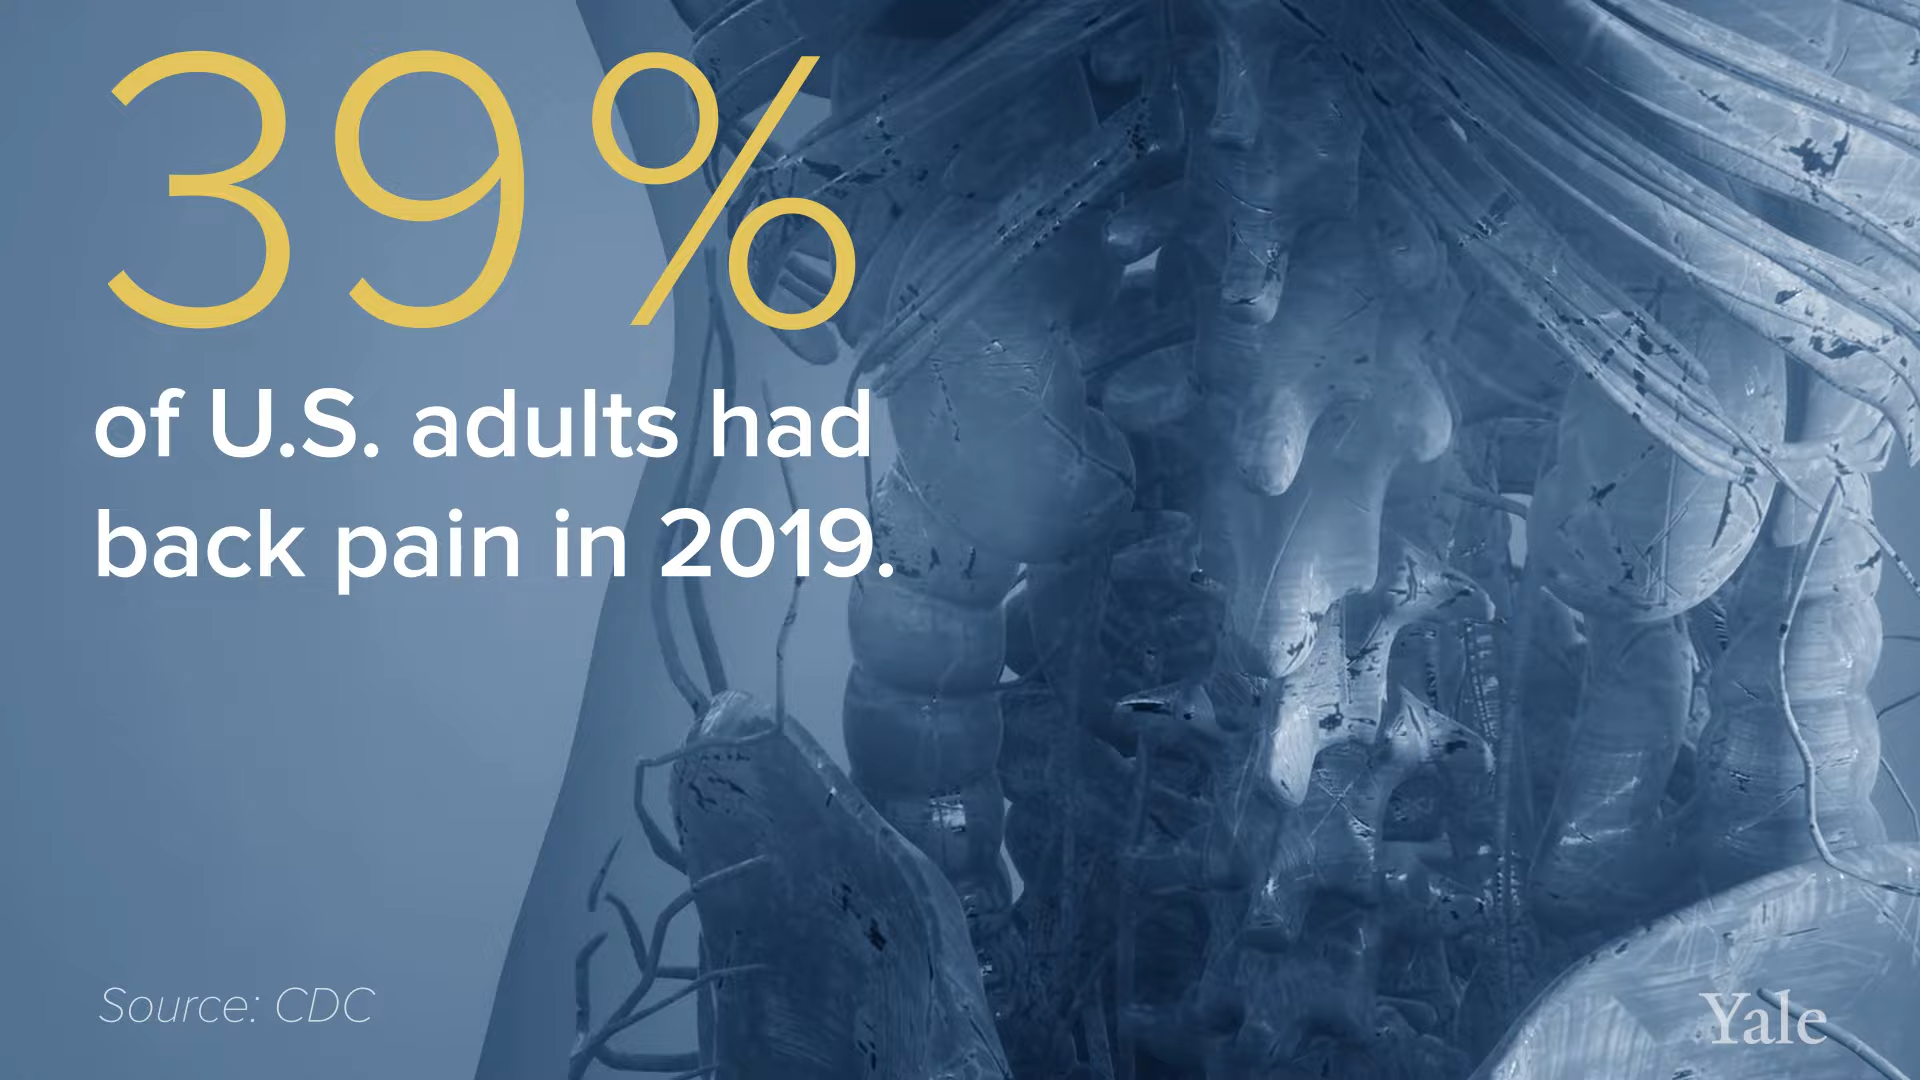 39%
of U.S. adults had
back pain in 2019.
Source: CDC
Yale